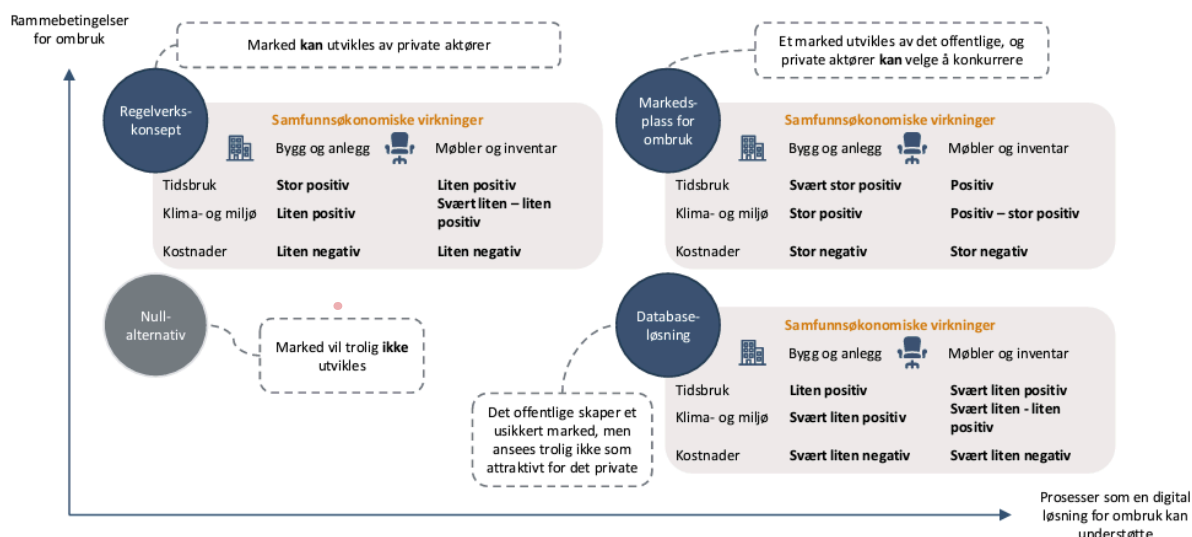 Rammebetingelser
for ombruk
Marked kan utvikles av private aktører
Regelverks-
konsept
Samfunnsøkonomiske virkninger
Bygg og anlegg
Møbler og inventar
Tidsbruk
Stor positiv
Liten positiv
Klima- og miljø
Liten positiv
Svært liten – liten
positiv
Kostnader
Liten negativ
Liten negativ
Et marked utvikles av det offentlige, og
private aktører kan velge å konkurrere
Markeds-
plass for
ombruk
Samfunnsøkonomiske virkninger
Bygg og anlegg
Møbler og inventar
Tidsbruk
Svært stor positiv
Positiv
Klima- og miljø
Stor positiv
Positiv – stor positiv
Kostnader
Stor negativ
Stor negativ
Null-
alternativ
Marked vil trolig ikke
utvikles
Database-
løsning
Samfunnsøkonomiske virkninger
Bygg og anlegg
Møbler og inventar
Tidsbruk
Liten positiv
Svært liten positiv
Klima- og miljø
Svært liten positiv
Svært liten - liten
positiv
Kostnader
Svært liten negativ
Svært liten negativ
Det offentlige skaper et
usikkert marked, men
ansees trolig ikke som
attraktivt for det private
Prosesser som en digital
løsning for ombruk kan
understøtte